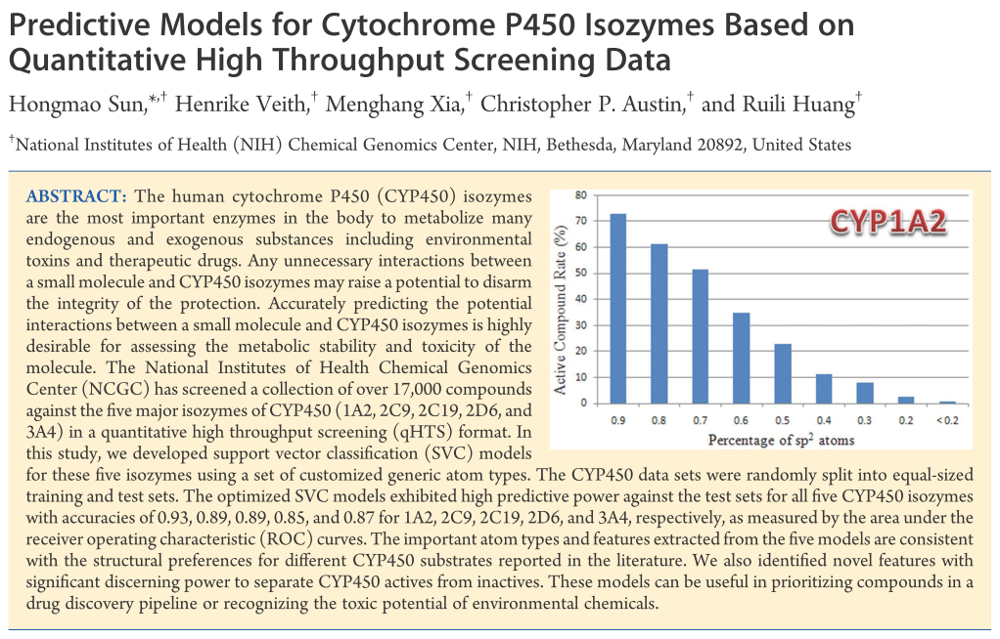 Predictive Models for Cytochrome P450 Isozymes Based on
Quantitative High Throughput Screening Data
Hongmao Sun,*,† Henrike Veith,† Menghang Xia,† Christopher P. Austin,† and Ruili Huang†
†National Institutes of Health (NIH) Chemical Genomics Center, NIH, Bethesda, Maryland 20892, United States
ABSTRACT: The human cytochrome P450 (CYP450) isozymes
are the most important enzymes in the body to metabolize many
endogenous and exogenous substances including environmental
toxins and therapeutic drugs. Any unnecessary interactions between
a small molecule and CYP450 isozymes may raise a potential to disarm
the integrity of the protection. Accurately predicting the potential
interactions between a small molecule and CYP450 isozymes is highly
desirable for assessing the metabolic stability and toxicity of the
molecule. The National Institutes of Health Chemical Genomics
Center (NCGC) has screened a collection of over 17,000 compounds
against the five major isozymes of CYP450 (1A2, 2C9, 2C19, 2D6, and
3A4) in a quantitative high throughput screening (qHTS) format. In
this study, we developed support vector classification (SVC) models
for these five isozymes using a set of customized generic atom types. The CYP450 data sets were randomly split into equal-sized
training and test sets. The optimized SVC models exhibited high predictive power against the test sets for all five CYP450 isozymes
with accuracies of 0.93, 0.89, 0.89, 0.85, and 0.87 for 1A2, 2C9, 2C19, 2D6, and 3A4, respectively, as measured by the area under the
receiver operating characteristic (ROC) curves. The important atom types and features extracted from the five models are consistent
with the structural preferences for different CYP450 substrates reported in the literature. We also identified novel features with
significant discerning power to separate CYP450 actives from inactives. These models can be useful in prioritizing compounds in a
drug discovery pipeline or recognizing the toxic potential of environmental chemicals.
CYP1A2
Active Compound Rate (%)
80
70
60
50
40
30
20
10
0
0.9 0.8 0.7 0.6 0.5 0.4 0.3 0.2 <0.2
Percentage of sp² atoms